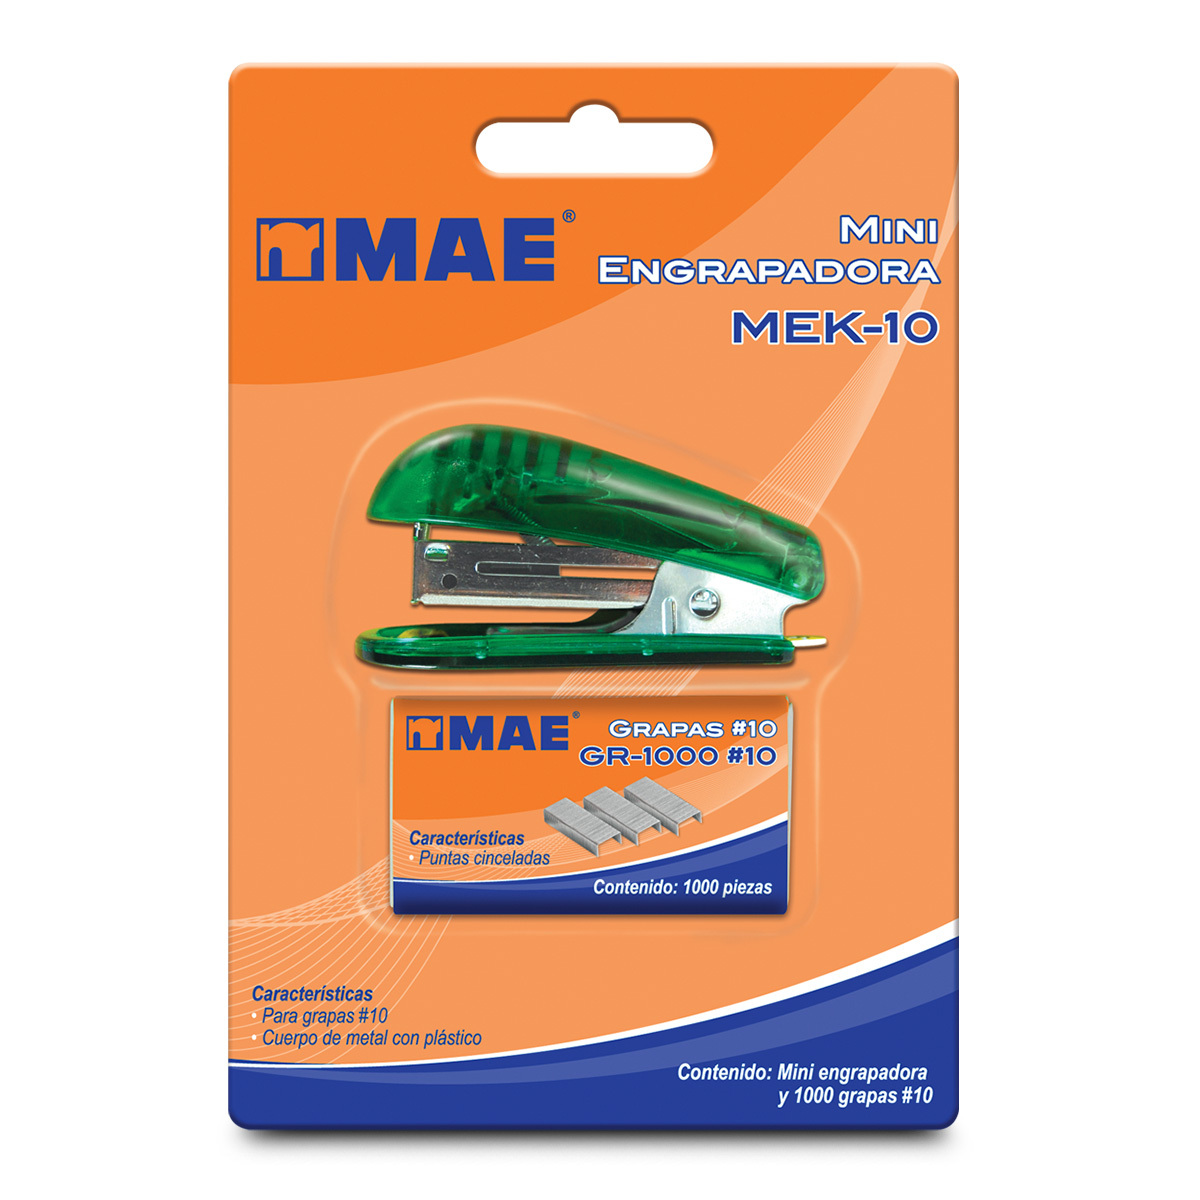 MAE®
MINI
ENGRAPADORA
MEK-10
MAE®
GRAPAS #10
GR-1000 #10
Características
• Puntas cinceladas
Contenido: 1000 piezas
Características
• Para grapas #10
• Cuerpo de metal con plástico
Contenido: Mini engrapadora
y 1000 grapas #10